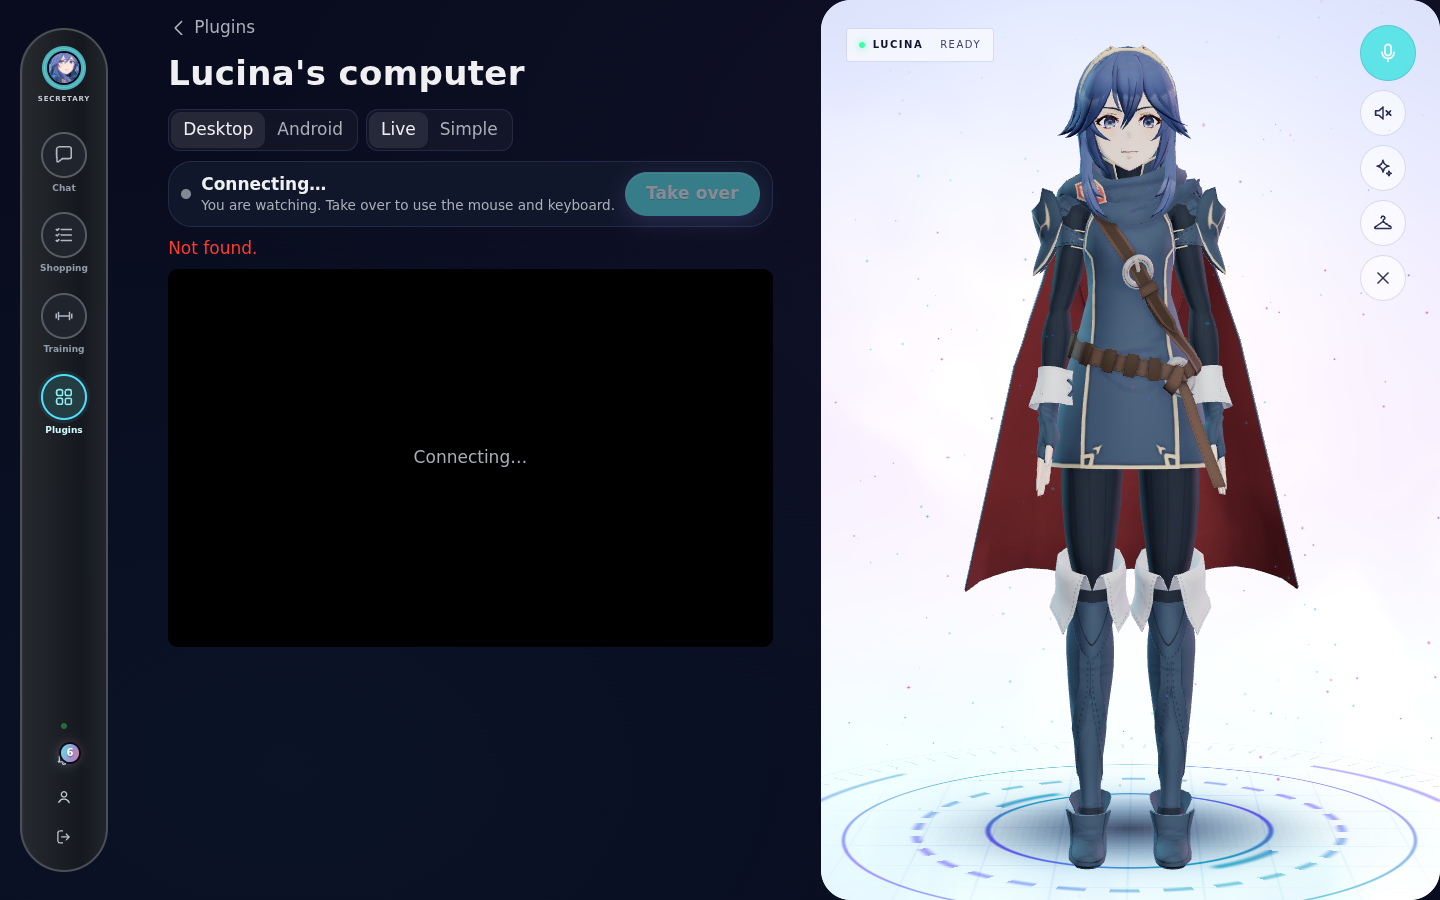 Plugins
Lucina's computer
Desktop Android Live Simple
Connecting...
You are watching. Take over to use the mouse and keyboard.
Take over
Not found.
Connecting...
SECRETARY
Chat
Shopping
Training
Plugins
6
LUCINA READY